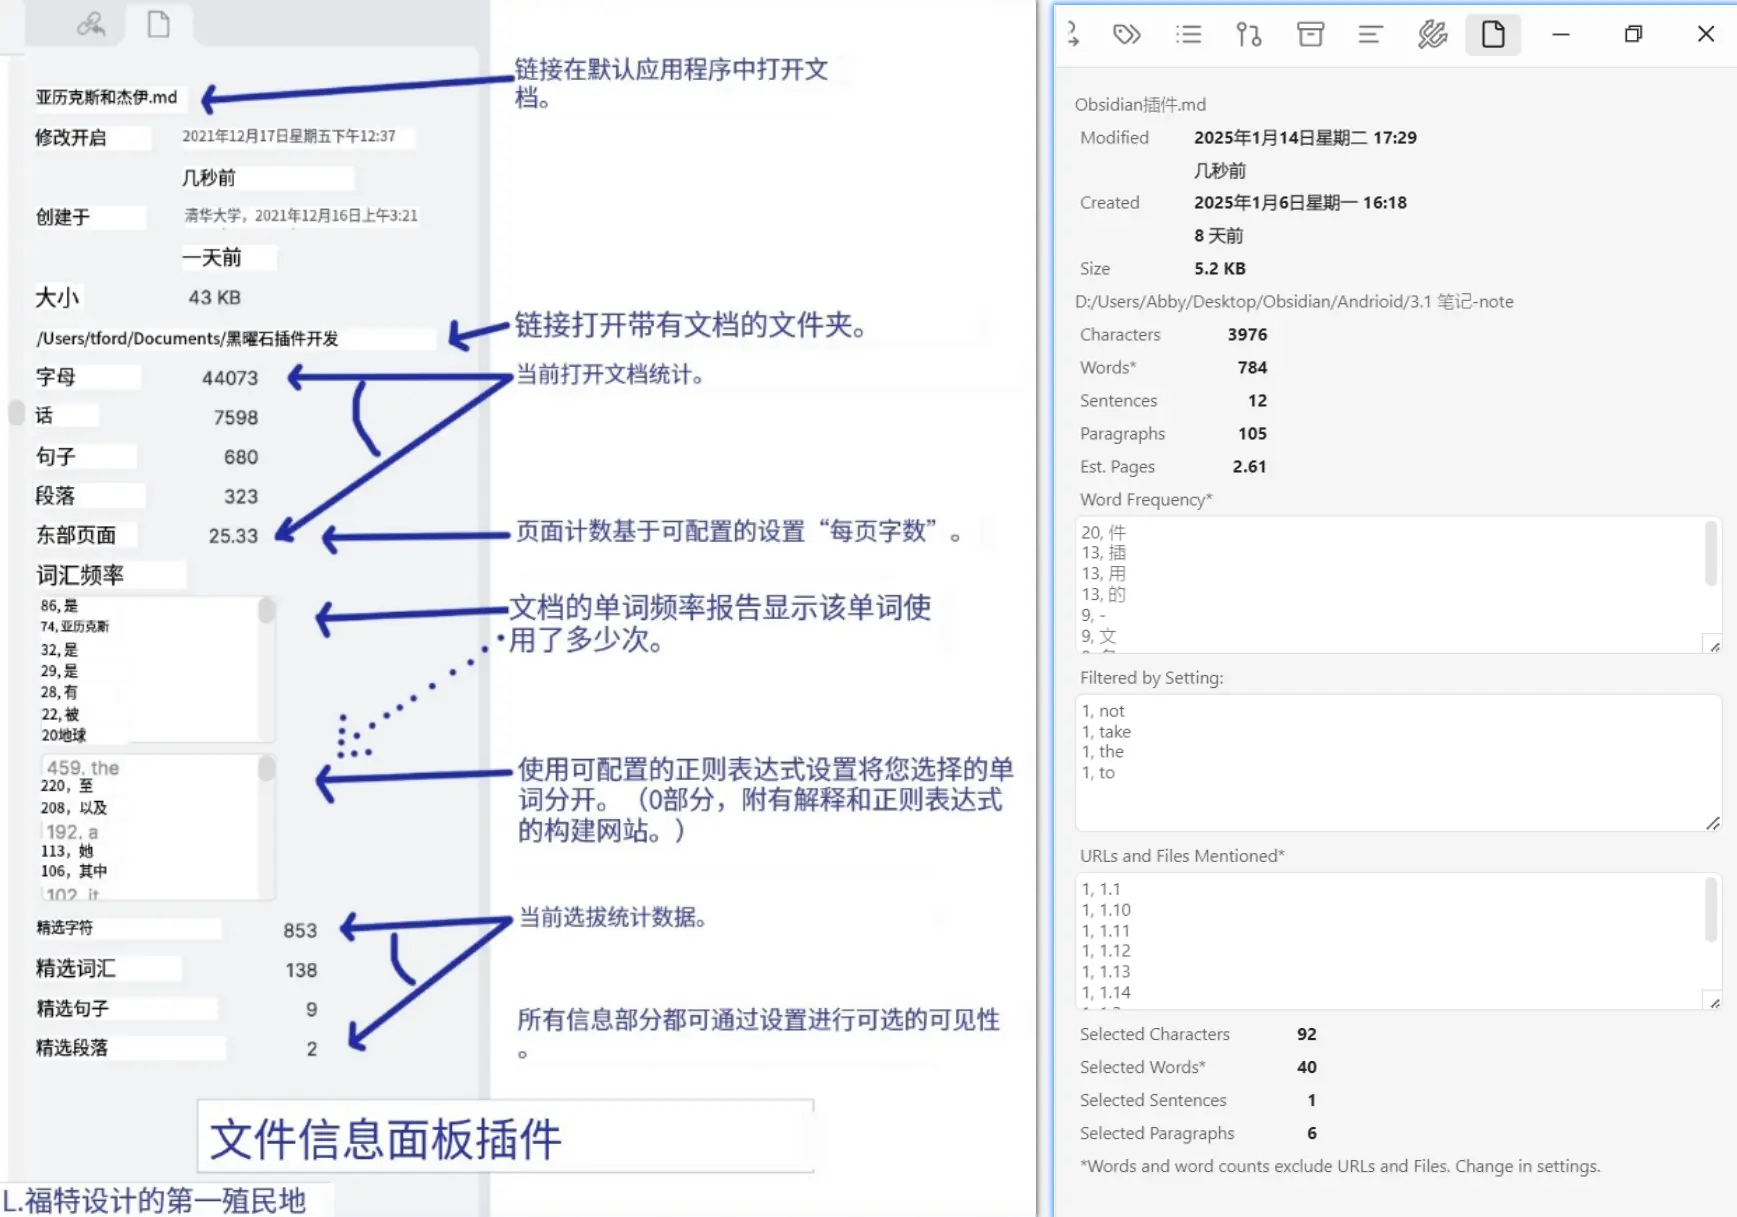 亚历克斯和杰伊.md
修改开启 2021年12月17日星期五下午12:37
几秒前
创建于 清华大学，2021年12月16日上午3:21
一天前
大小 43 KB
/Users/tford/Documents/黑曜石插件开发
字母 44073
话 7598
句子 680
段落 323
东部页面 25.33
词汇频率
86, 是
74, 亚历克斯
32, 是
29, 是
28, 有
22, 被
20地球
459, the
220，至
208，以及
192, a
113，她
106，其中
102, it
精选字符 853
精选词汇 138
精选句子 9
精选段落 2
链接在默认应用程序中打开文
档。
链接打开带有文档的文件夹。
当前打开文档统计。
页面计数基于可配置的设置“每页字数”。
文档的单词频率报告显示该单词使
用了多少次。
使用可配置的正则表达式设置将您选择的单
词分开。（0部分，附有解释和正则表达式
的构建网站。）
当前选拔统计数据。
所有信息部分都可通过设置进行可选的可见性
。
文件信息面板插件
L.福特设计的第一殖民地
Obsidian插件.md
Modified 2025年1月14日星期二 17:29
几秒前
Created 2025年1月6日星期一 16:18
8 天前
Size 5.2 KB
D:/Users/Abby/Desktop/Obsidian/Andrioid/3.1 笔记-note
Characters 3976
Words* 784
Sentences 12
Paragraphs 105
Est. Pages 2.61
Word Frequency*
20, 件
13, 插
13, 用
13, 的
9, -
9, 文
Filtered by Setting:
1, not
1, take
1, the
1, to
URLs and Files Mentioned*
1, 1.1
1, 1.10
1, 1.11
1, 1.12
1, 1.13
1, 1.14
Selected Characters 92
Selected Words* 40
Selected Sentences 1
Selected Paragraphs 6
*Words and word counts exclude URLs and Files. Change in settings.